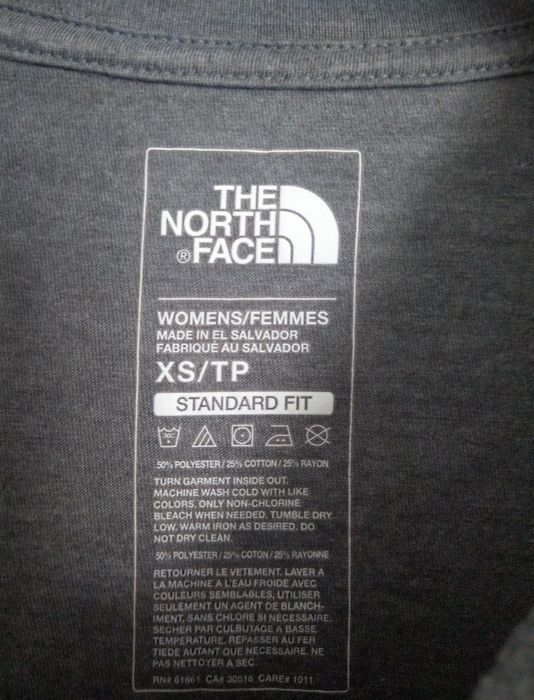 THE
NORTH
® FACE
WOMENS/FEMMES
MADE IN EL SALVADOR
FABRIQUÉ AU SALVADOR
XS/TP
STANDARD FIT
30C
50% POLYESTER / 25% COTTON / 25% RAYON
TURN GARMENT INSIDE OUT.
MACHINE WASH COLD WITH LIKE
COLORS. ONLY NON-CHLORINE
BLEACH WHEN NEEDED. TUMBLE DRY
LOW. WARM IRON AS DESIRED. DO
NOT DRY CLEAN.
50% POLYESTER / 25% COTON / 25% RAYONNE
RETOURNER LE VETEMENT. LAVER A
LA MACHINE A L'EAU FROIDE AVEC
COULEURS SEMBLABLES, UTILISER
SEULEMENT UN AGENT DE BLANCH-
IMENT, SANS CHLORE SI NECESSAIRE.
SECHER PAR CULBUTAGE A BASSE
TEMPERATURE. REPASSER AU FER
TIEDE AUTANT QUE NECESSAIRE. NE
PAS NETTOYER A SEC.
RN# 61661 CA# 30516 CARE# 1011